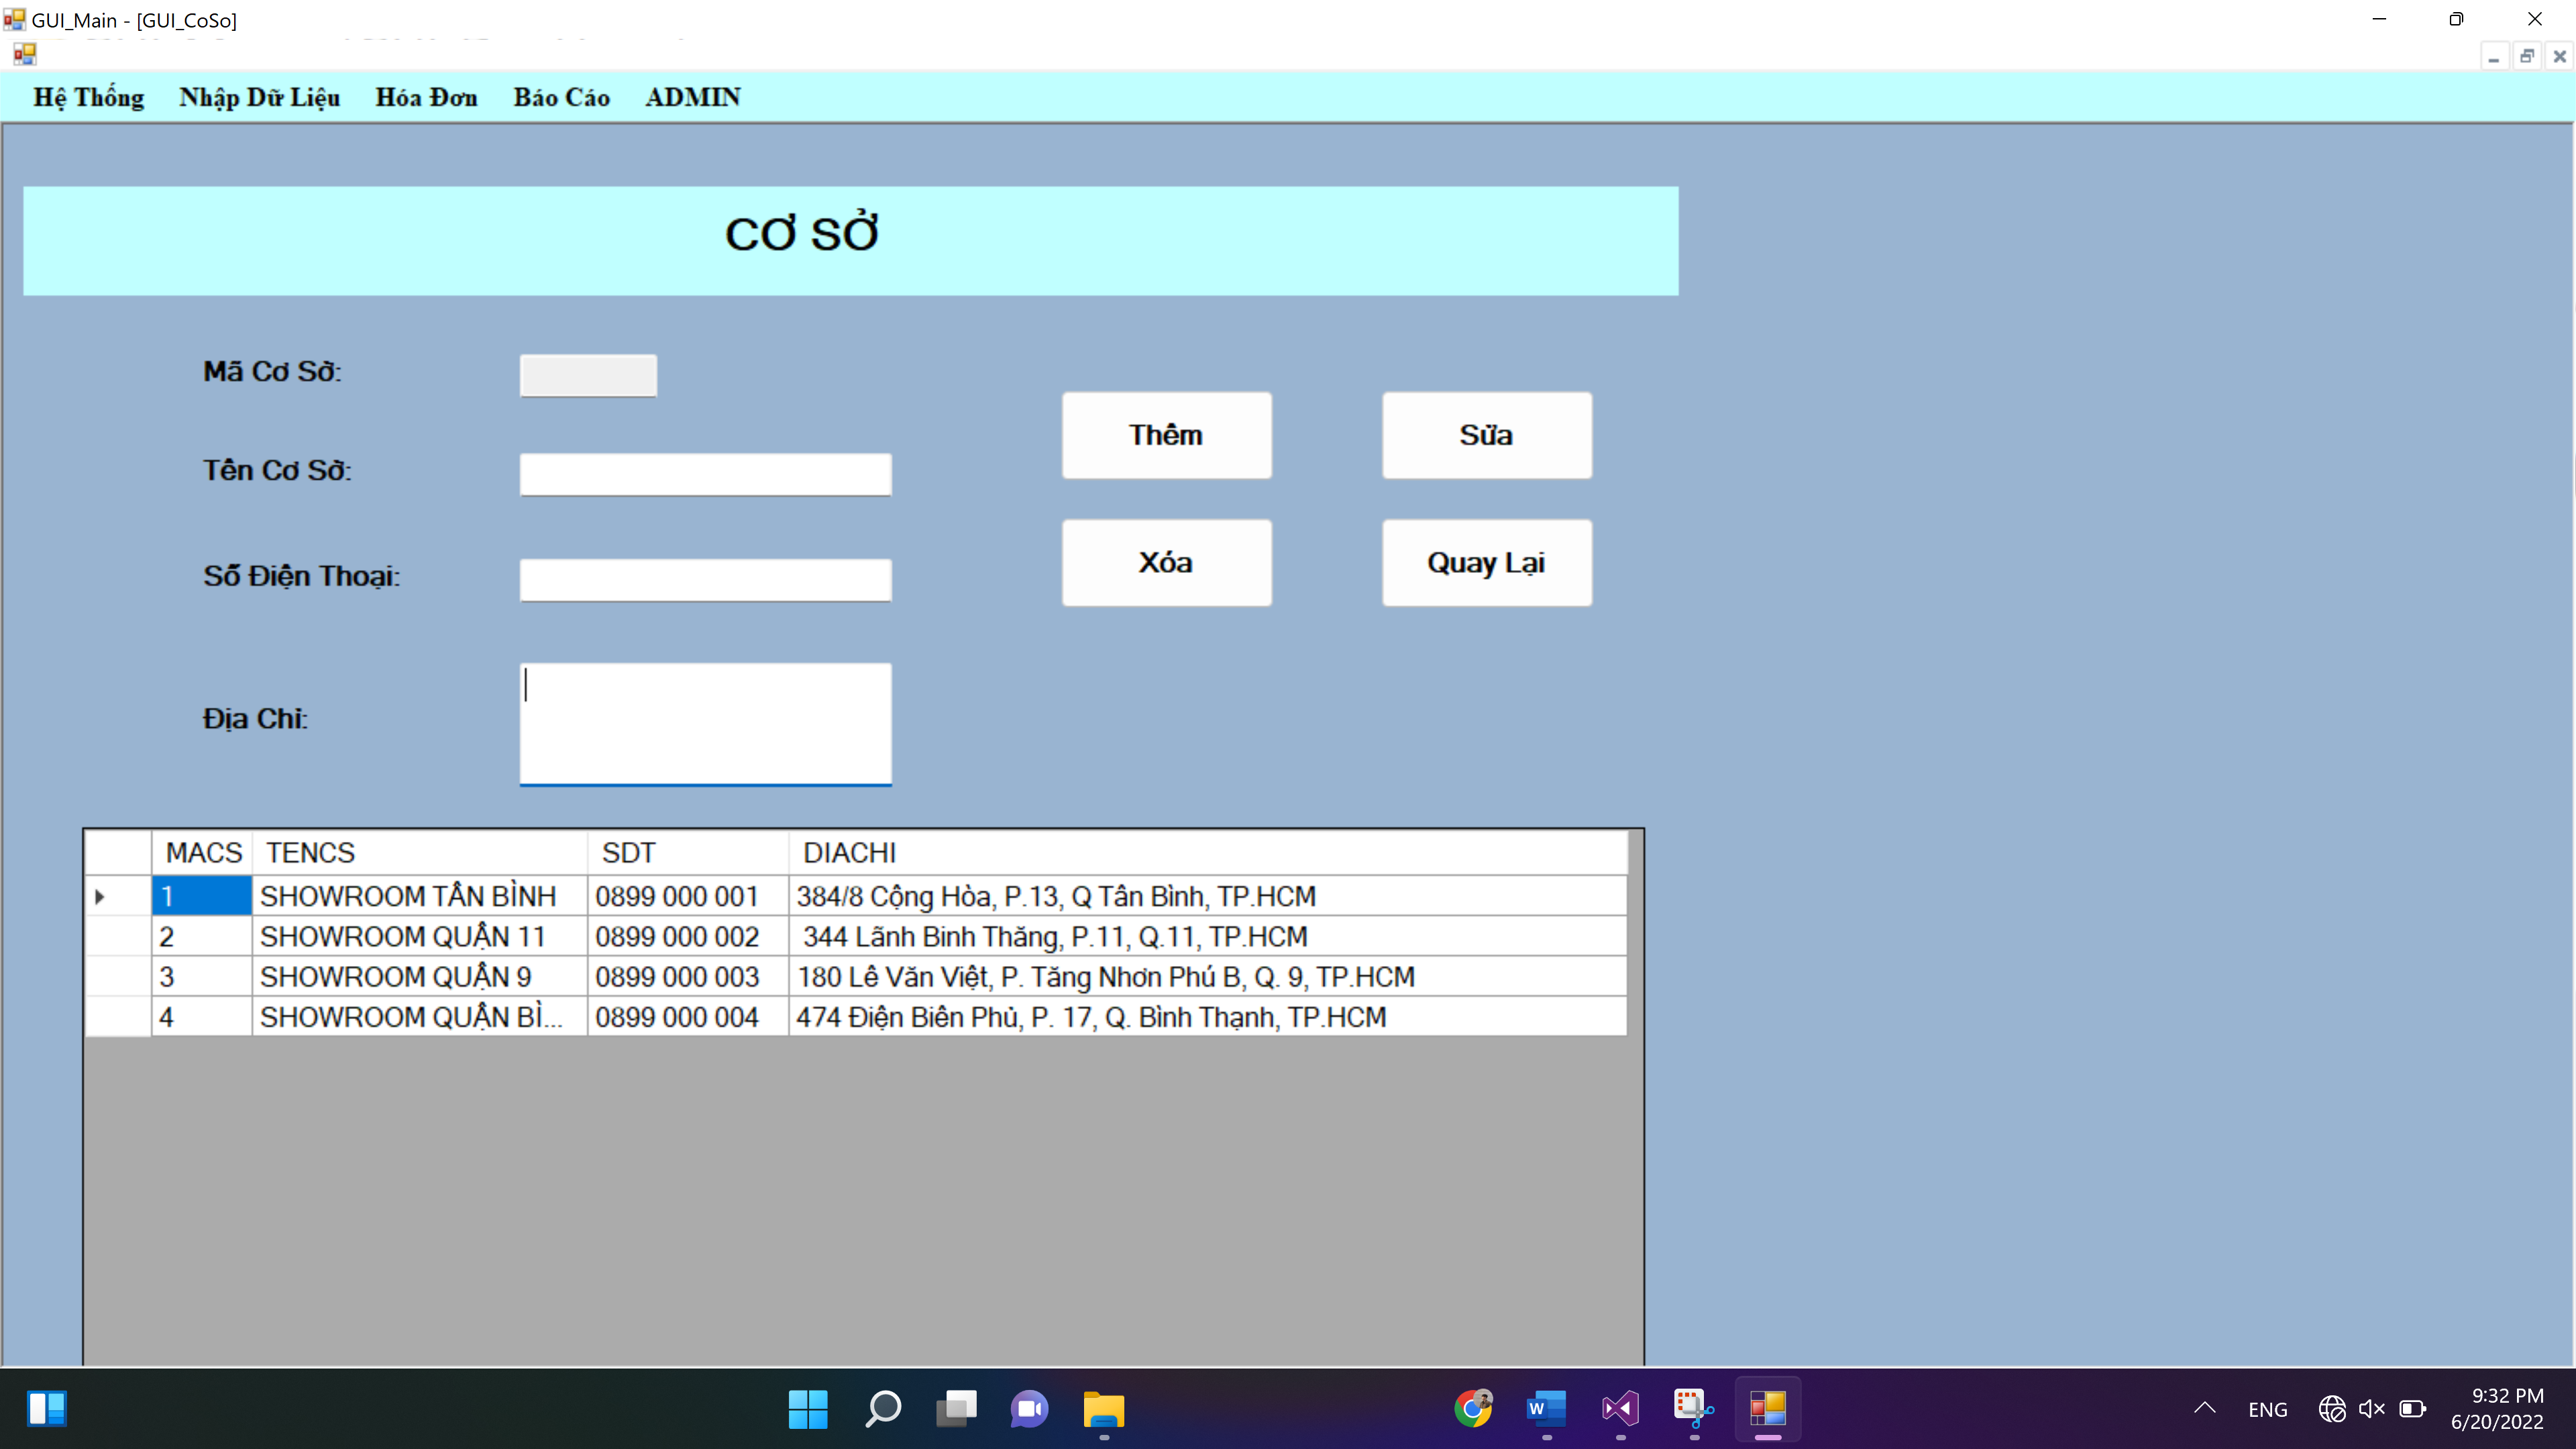 GUI_Main - [GUI_CoSo]
Hệ Thống Nhập Dữ Liệu Hóa Đơn Báo Cáo ADMIN
CƠ SỞ
Mã Cơ Sở:
Tên Cơ Sở:
Số Điện Thoại:
Địa Chỉ:
Thêm Sửa
Xóa Quay Lại
MACS TENCS SDT DIACHI
1 SHOWROOM TÂN BÌNH 0899 000 001 384/8 Cộng Hòa, P.13, Q Tân Bình, TP.HCM
2 SHOWROOM QUẬN 11 0899 000 002 344 Lãnh Binh Thăng, P.11, Q.11, TP.HCM
3 SHOWROOM QUẬN 9 0899 000 003 180 Lê Văn Việt, P. Tăng Nhơn Phú B, Q. 9, TP.HCM
4 SHOWROOM QUẬN BÌ... 0899 000 004 474 Điện Biên Phủ, P. 17, Q. Bình Thạnh, TP.HCM
W
ENG
9:32 PM
6/20/2022